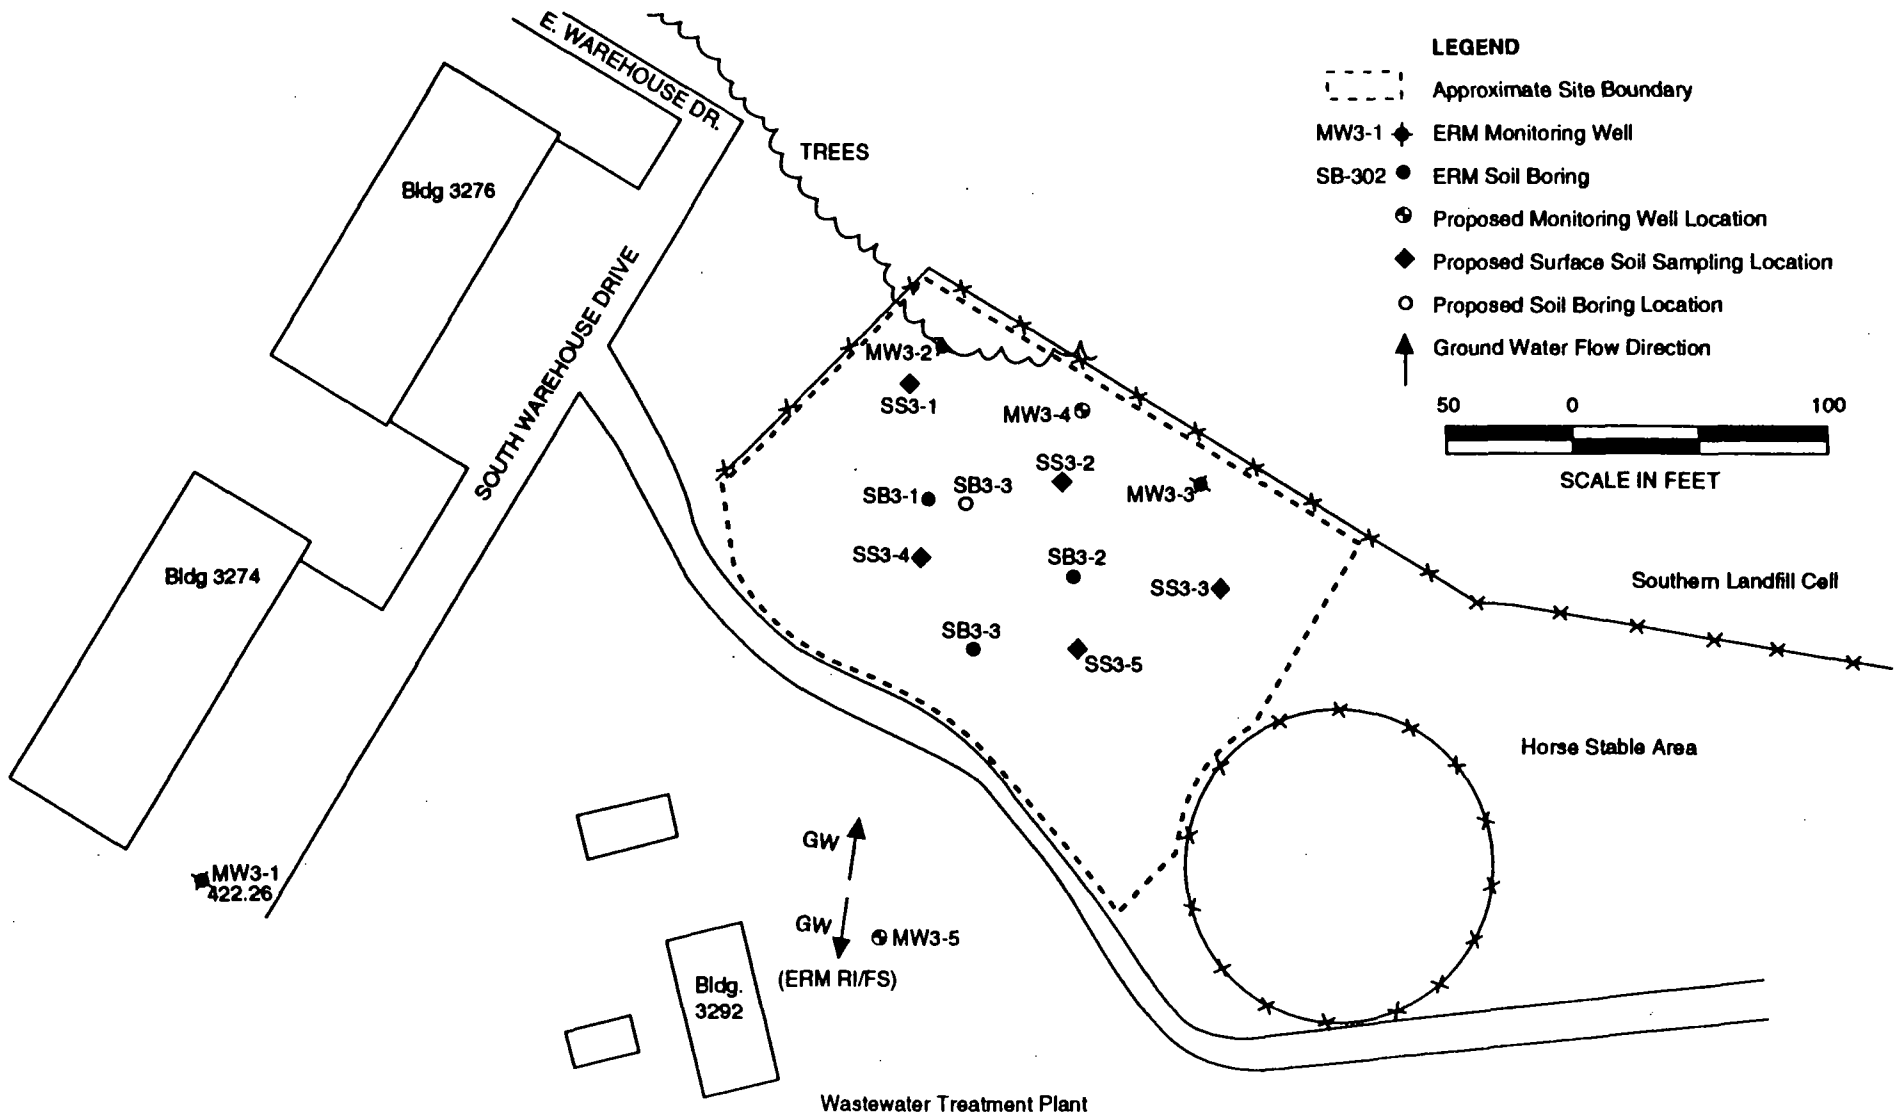 E. WAREHOUSE DR.
TREES
Bldg 3276
SOUTH WAREHOUSE DRIVE
Bldg 3274
MW3-1
422.26
LEGEND
Approximate Site Boundary
MW3-1 ERM Monitoring Well
SB-302 ERM Soil Boring
Proposed Monitoring Well Location
Proposed Surface Soil Sampling Location
Proposed Soil Boring Location
Ground Water Flow Direction
50 0 100
SCALE IN FEET
MW3-2
SS3-1
MW3-4
SS3-2
SB3-1
SB3-3
MW3-3
SS3-4
SB3-2
SS3-3
SB3-3
SS3-5
Southern Landfill Cell
Horse Stable Area
GW
GW
MW3-5
(ERM RI/FS)
Bldg.
3292
Wastewater Treatment Plant